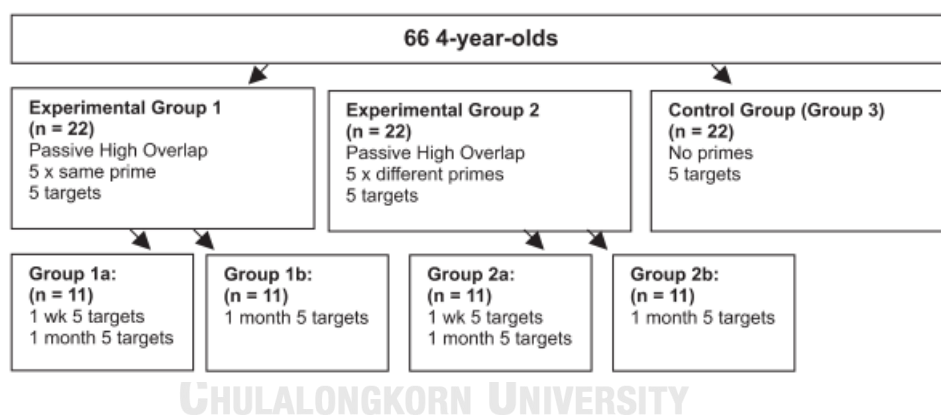 66 4-year-olds
Experimental Group 1
(n = 22)
Passive High Overlap
5 x same prime
5 targets
Experimental Group 2
(n = 22)
Passive High Overlap
5 x different primes
5 targets
Control Group (Group 3)
(n = 22)
No primes
5 targets
Group 1a:
(n = 11)
1 wk 5 targets
1 month 5 targets
Group 1b:
(n = 11)
1 month 5 targets
Group 2a:
(n = 11)
1 wk 5 targets
1 month 5 targets
Group 2b:
(n = 11)
1 month 5 targets
CHULALONGKORN UNIVERSITY